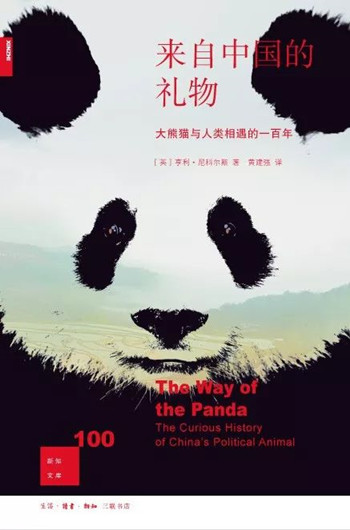 来自中国的
礼物
大熊猫与人类相遇的一百年
[英] 亨利·尼科尔斯 著 黄建强 译
The Way of
the Panda
The Curious History
of China's Political Animal
100
新知
文库
生活·读书·新知 三联书店